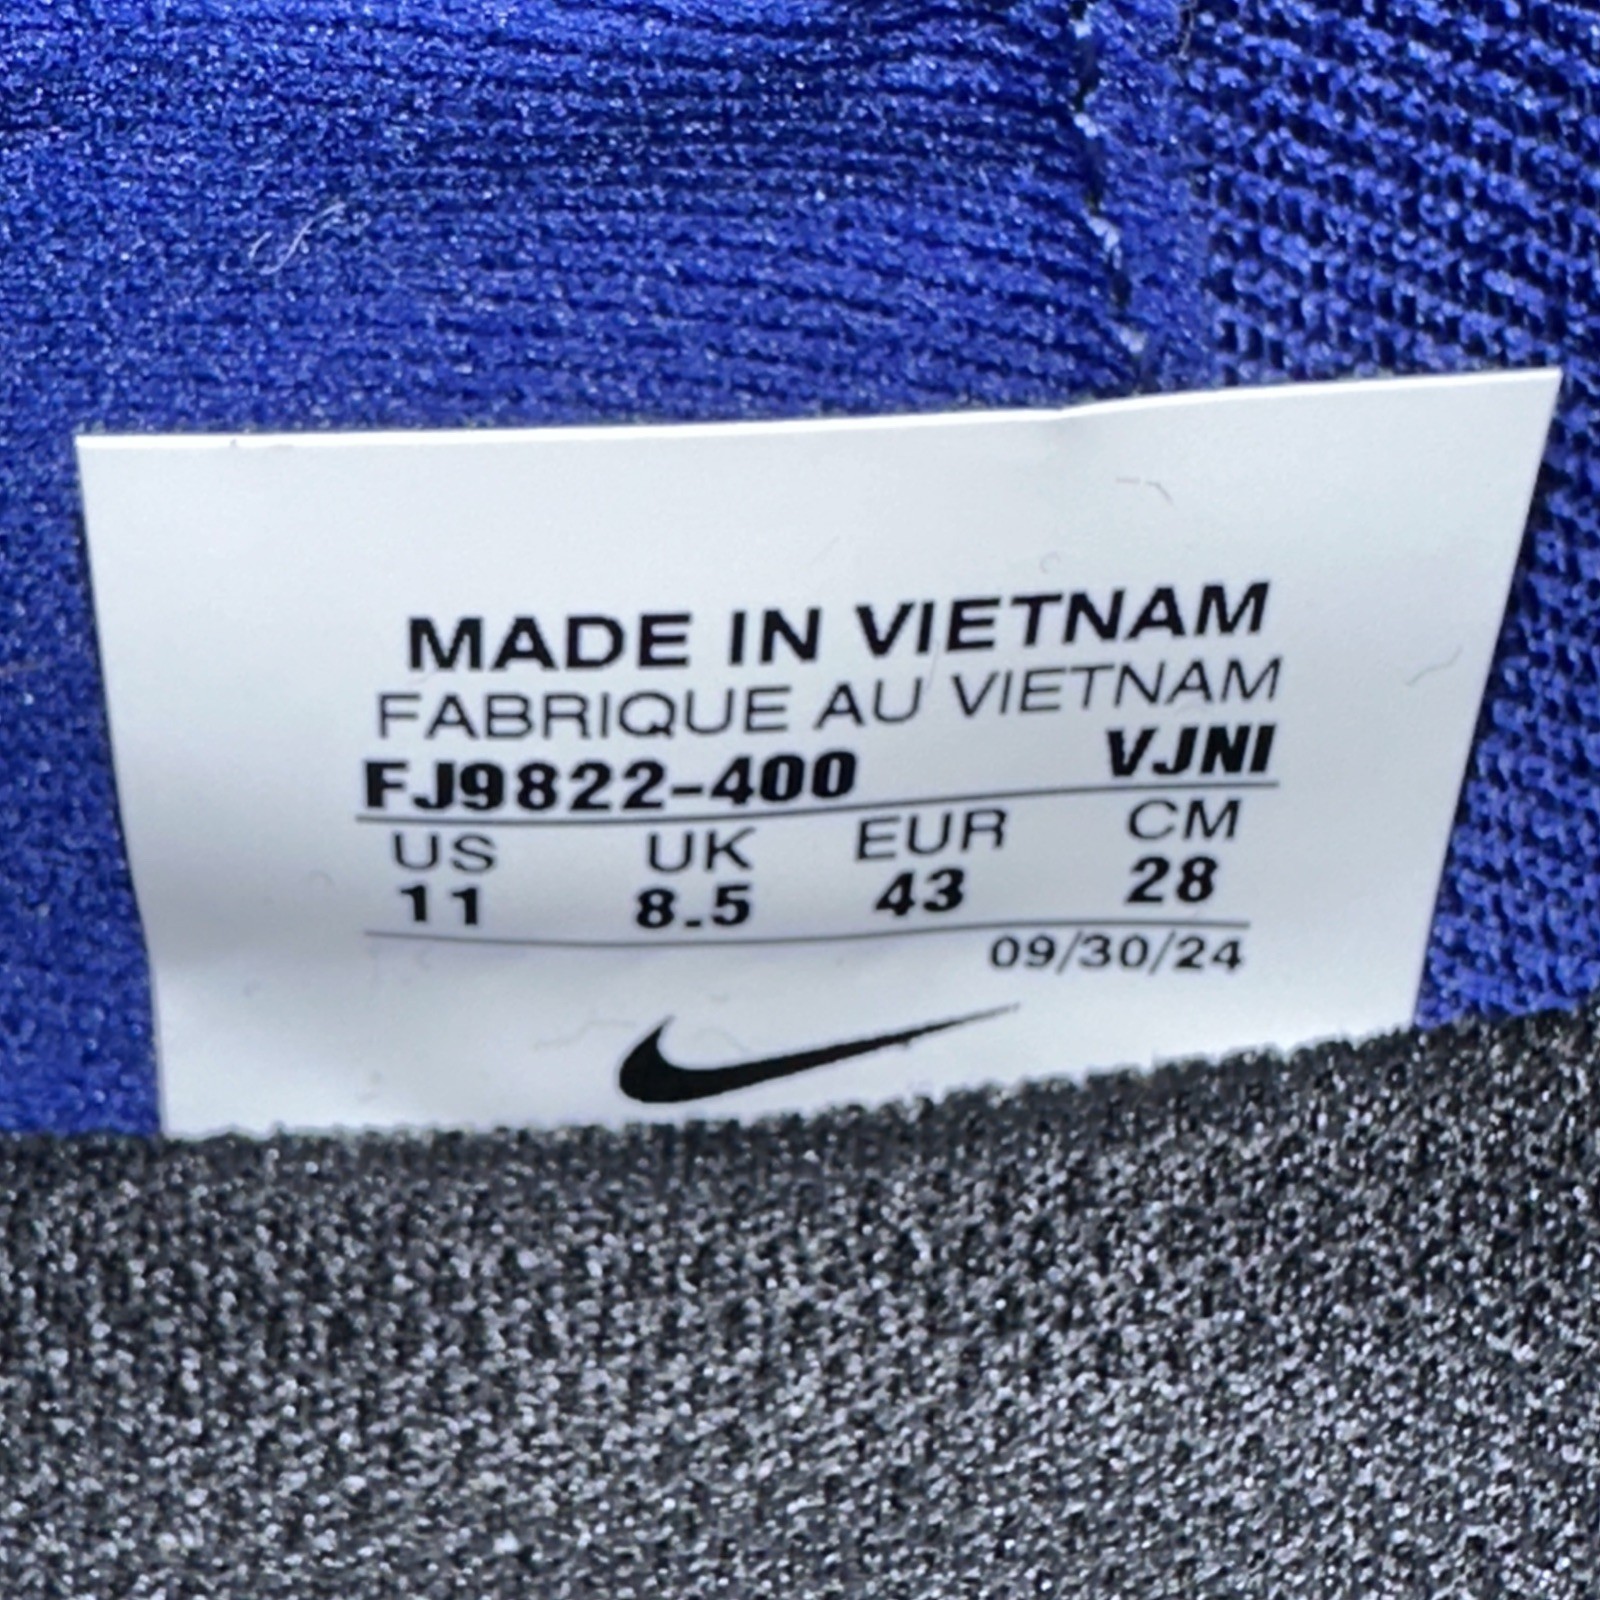 MADE IN VIETNAM
FABRIQUE AU VIETNAM
FJ9822-400 VJNI
US UK EUR CM
11 8.5 43 28
09/30/24